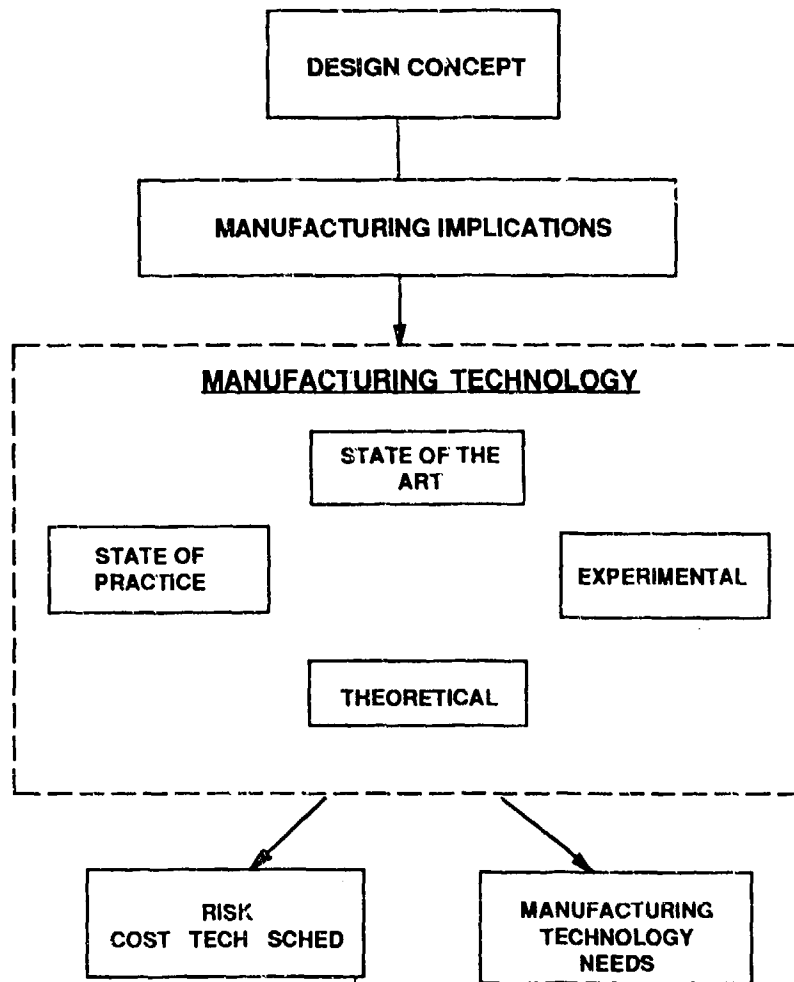 DESIGN CONCEPT
MANUFACTURING IMPLICATIONS
MANUFACTURING TECHNOLOGY
STATE OF THE
ART
STATE OF
PRACTICE
EXPERIMENTAL
THEORETICAL
RISK
COST TECH SCHED
MANUFACTURING
TECHNOLOGY
NEEDS